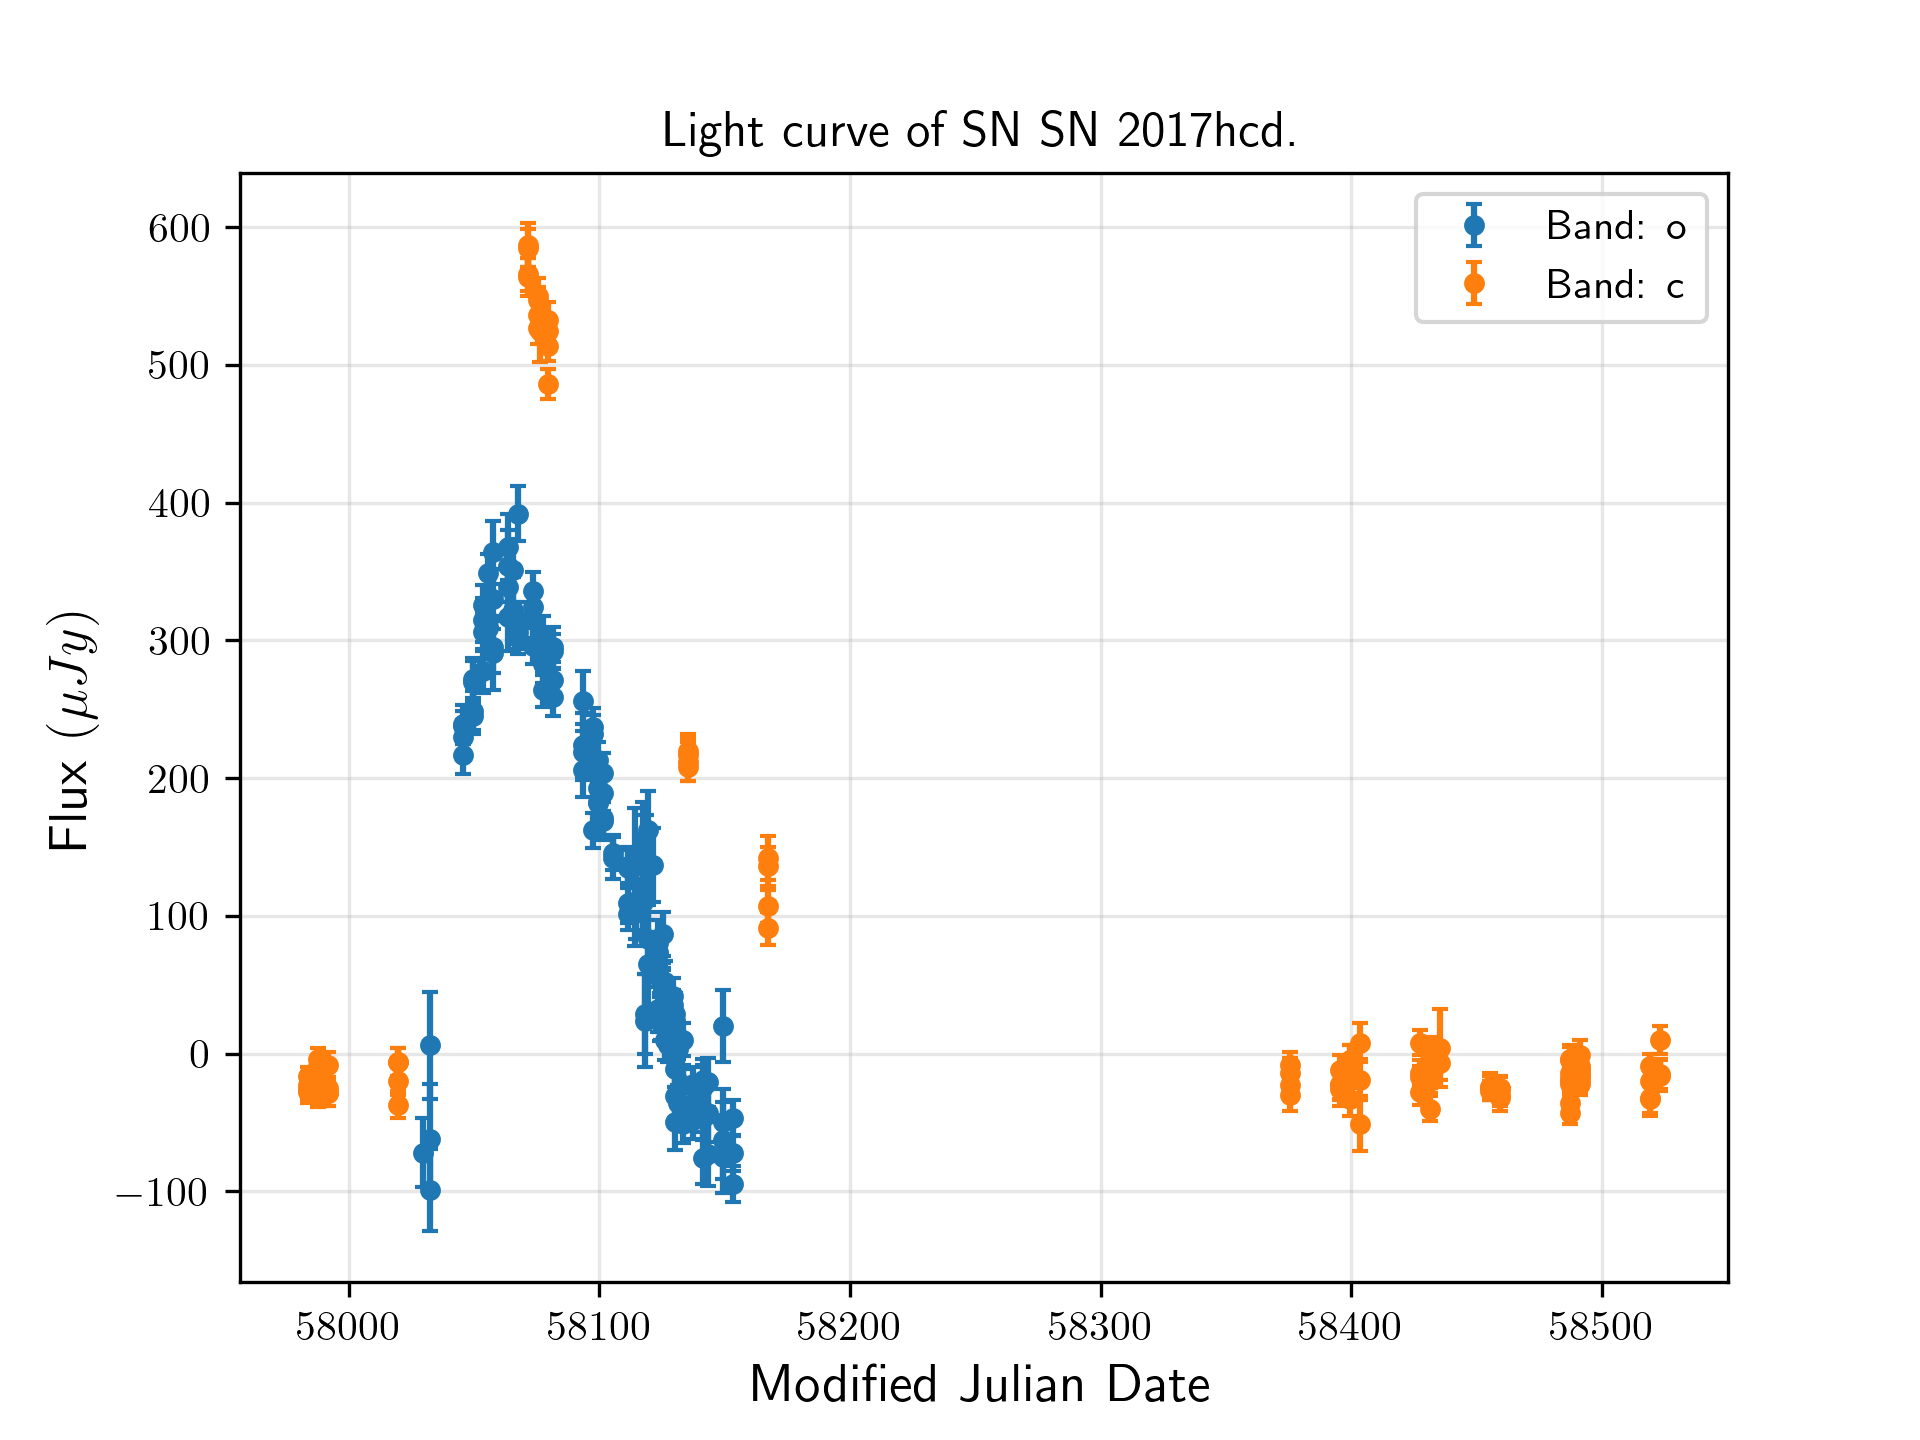 Light curve of SN SN 2017hcd.
600
500
400
300
200
100
0
−100
Flux (μJy)
Band: o
Band: c
58000 58100 58200 58300 58400 58500
Modified Julian Date